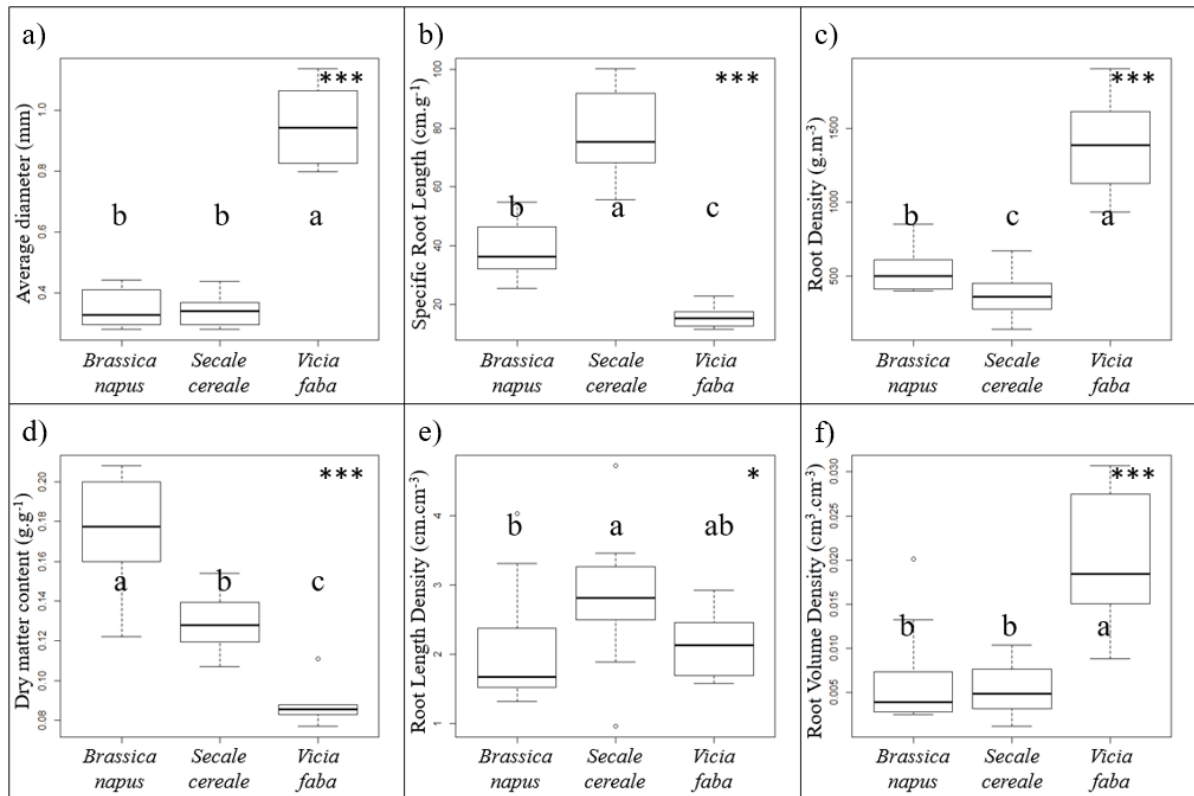 a)
Average diameter (mm)
1.0
0.8
0.6
0.4
***
b
b
a
Brassica napus
Secale cereale
Vicia faba
b)
Specific Root Length (cm.g⁻¹)
100
80
60
40
20
***
b
a
c
Brassica napus
Secale cereale
Vicia faba
c)
Root Density (g.m⁻³)
1500
1000
500
***
b
c
a
Brassica napus
Secale cereale
Vicia faba
d)
Dry matter content (g.g⁻¹)
0.20
0.18
0.16
0.14
0.12
0.10
0.08
***
a
b
c
Brassica napus
Secale cereale
Vicia faba
e)
Root Length Density (cm.cm⁻³)
4
3
2
1
*
b
a
ab
Brassica napus
Secale cereale
Vicia faba
f)
Root Volume Density (cm³.cm⁻³)
0.030
0.025
0.020
0.015
0.010
0.005
***
b
b
a
Brassica napus
Secale cereale
Vicia faba